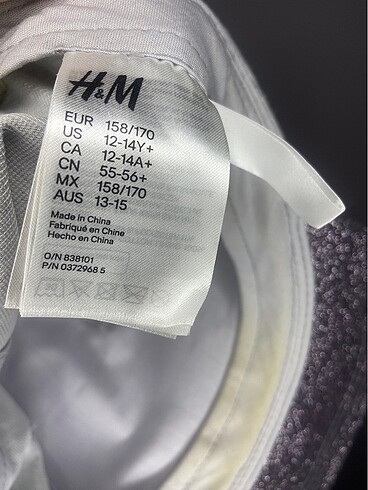 H&M
EUR 158/170
US 12-14Y+
CA 12-14A+
CN 55-56+
MX 158/170
AUS 13-15
Made in China
Fabriqué en Chine
Hecho en China
O/N 838101
P/N 0372968 5